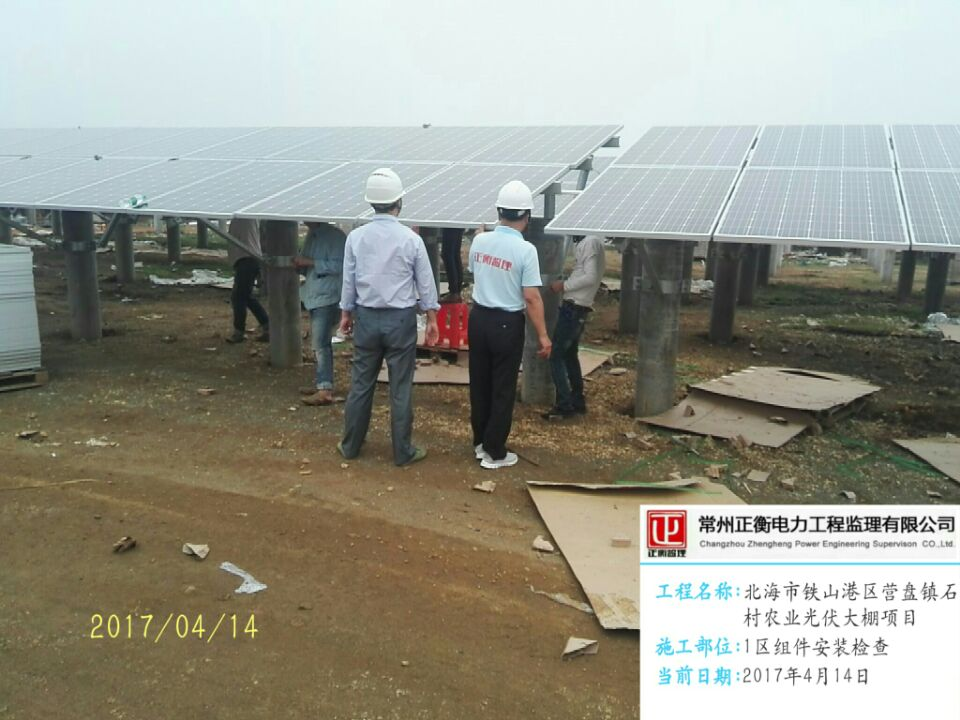 正衡监理
2017/04/14
正衡监理
常州正衡电力工程监理有限公司
Changzhou Zhengheng Power Engineering Supervison CO.,Ltd.
工程名称:北海市铁山港区营盘镇石
村农业光伏大棚项目
施工部位:1区组件安装检查
当前日期:2017年4月14日